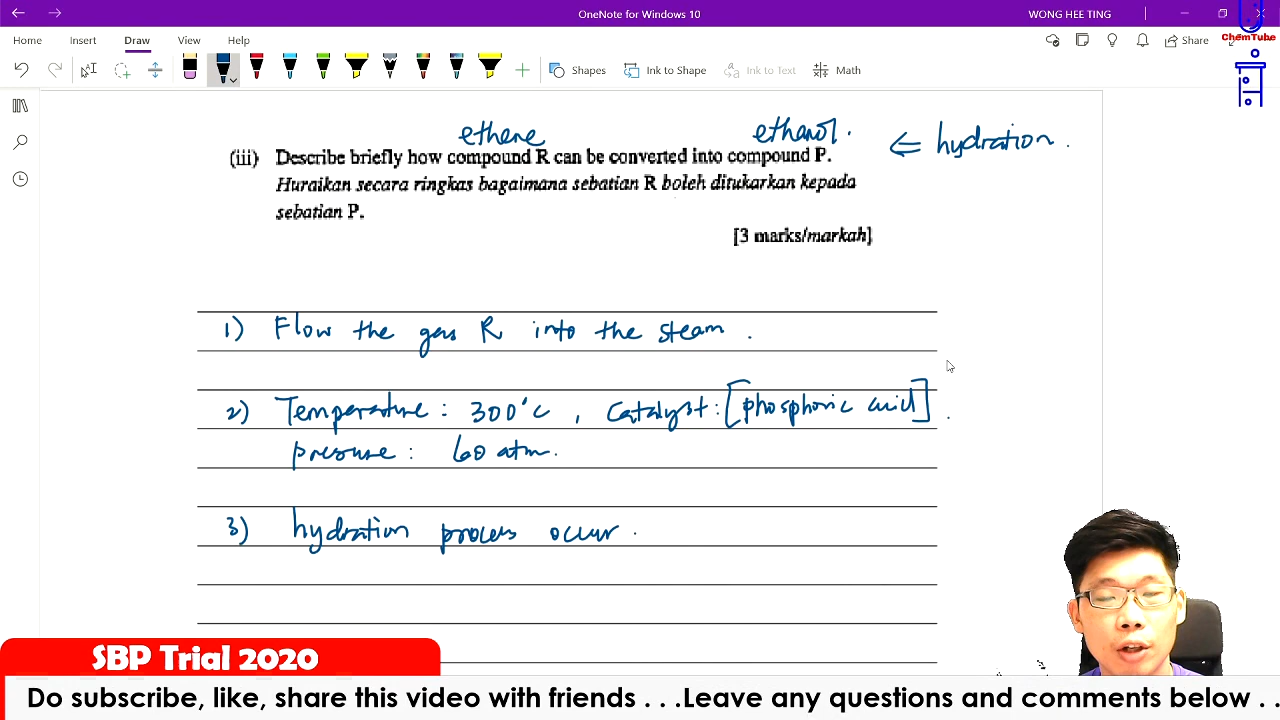 OneNote for Windows 10
WONG HEE TING
ChemTube
Home Insert Draw View Help
Share
Shapes Ink to Shape Ink to Text Math
ethene ethanol. ⇐ hydration.
(iii) Describe briefly how compound R can be converted into compound P.
Huraikan secara ringkas bagaimana sebatian R boleh ditukarkan kepada
sebatian P.
[3 marks/markah]
1) Flow the gas R into the steam.
2) Temperature: 300°C, Catalyst: [phosphoric acid].
pressure: 60 atm.
3) hydration process occur.
SBP Trial 2020
Do subscribe, like, share this video with friends . . .Leave any questions and comments below . .